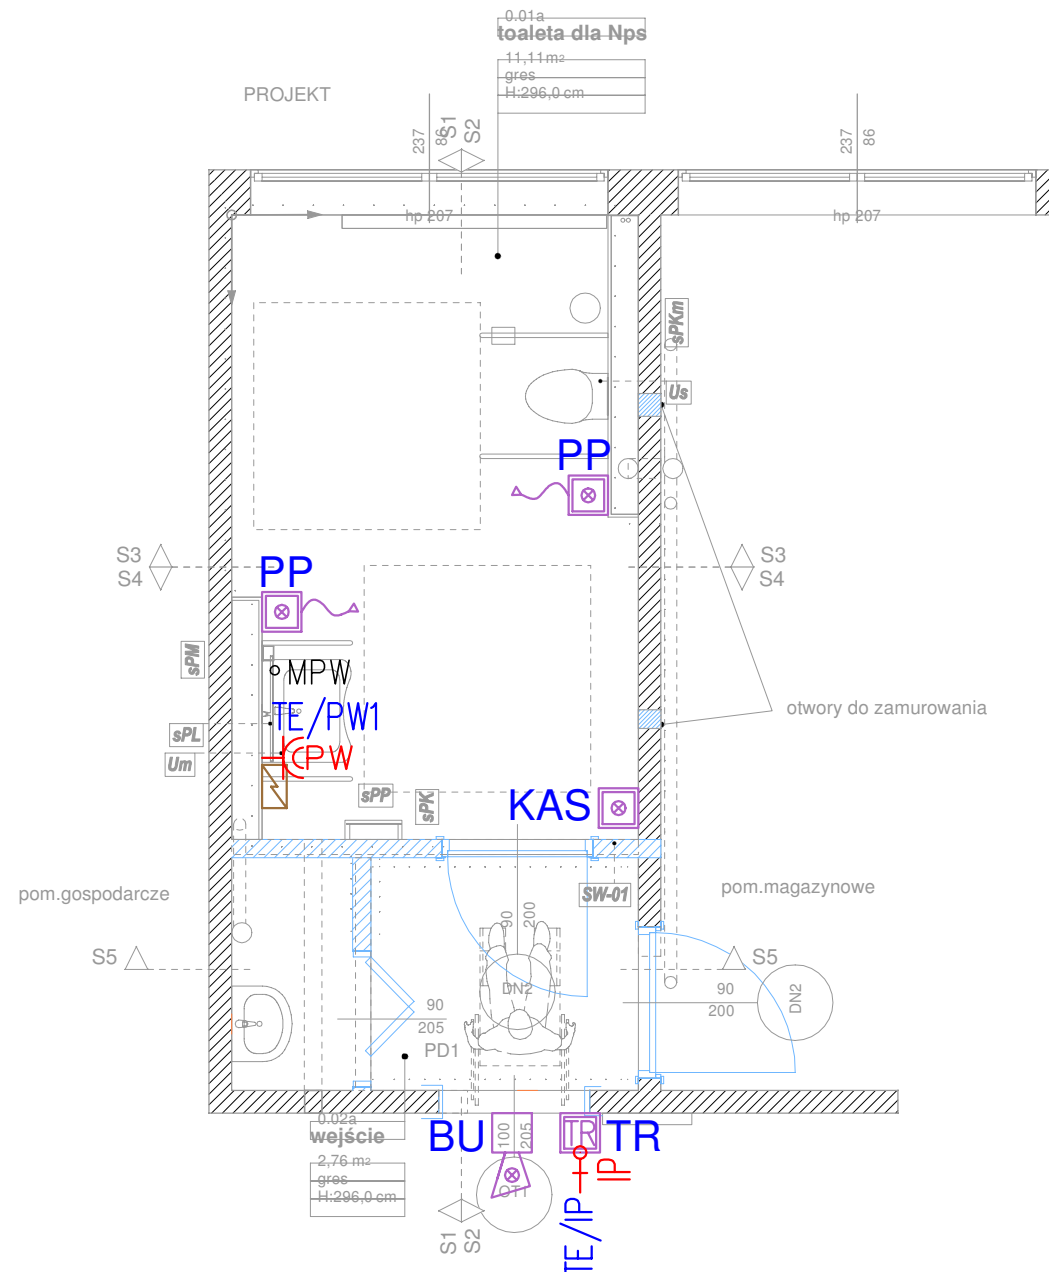 0.01a
toaleta dla Nps
11,11m2
gres
H:296,0 cm
PROJEKT
237
86
S1
S2
237
86
hp 207
hp 207
sPKm
Us
PP
S3
S4
S3
S4
PP
sPM
MPW
TE/PW1
sPL
Um
PW
otwory do zamurowania
sPP
sPK
KAS
pom.gospodarcze
SW-01
pom.magazynowe
90
200
S5
S5
DN2
90
200
DN2
90
205
PD1
0.02a
wejście
2,76 m2
gres
H:296,0 cm
BU
100
205
TR
TR
IP
OT1
TE/IP
S1
S2